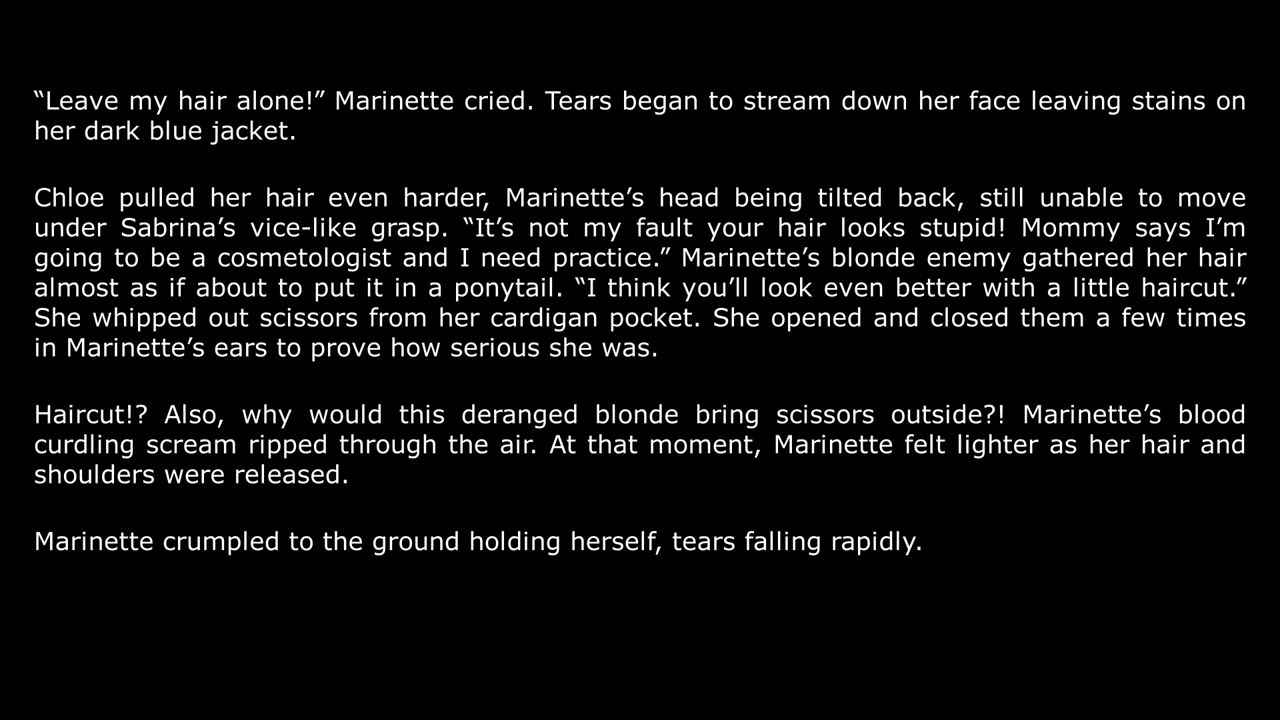 “Leave my hair alone!” Marinette cried. Tears began to stream down her face leaving stains on
her dark blue jacket.
Chloe pulled her hair even harder, Marinette’s head being tilted back, still unable to move
under Sabrina’s vice-like grasp. “It’s not my fault your hair looks stupid! Mommy says I’m
going to be a cosmetologist and I need practice.” Marinette’s blonde enemy gathered her hair
almost as if about to put it in a ponytail. “I think you’ll look even better with a little haircut.”
She whipped out scissors from her cardigan pocket. She opened and closed them a few times
in Marinette’s ears to prove how serious she was.
Haircut!? Also, why would this deranged blonde bring scissors outside?! Marinette’s blood
curdling scream ripped through the air. At that moment, Marinette felt lighter as her hair and
shoulders were released.
Marinette crumpled to the ground holding herself, tears falling rapidly.